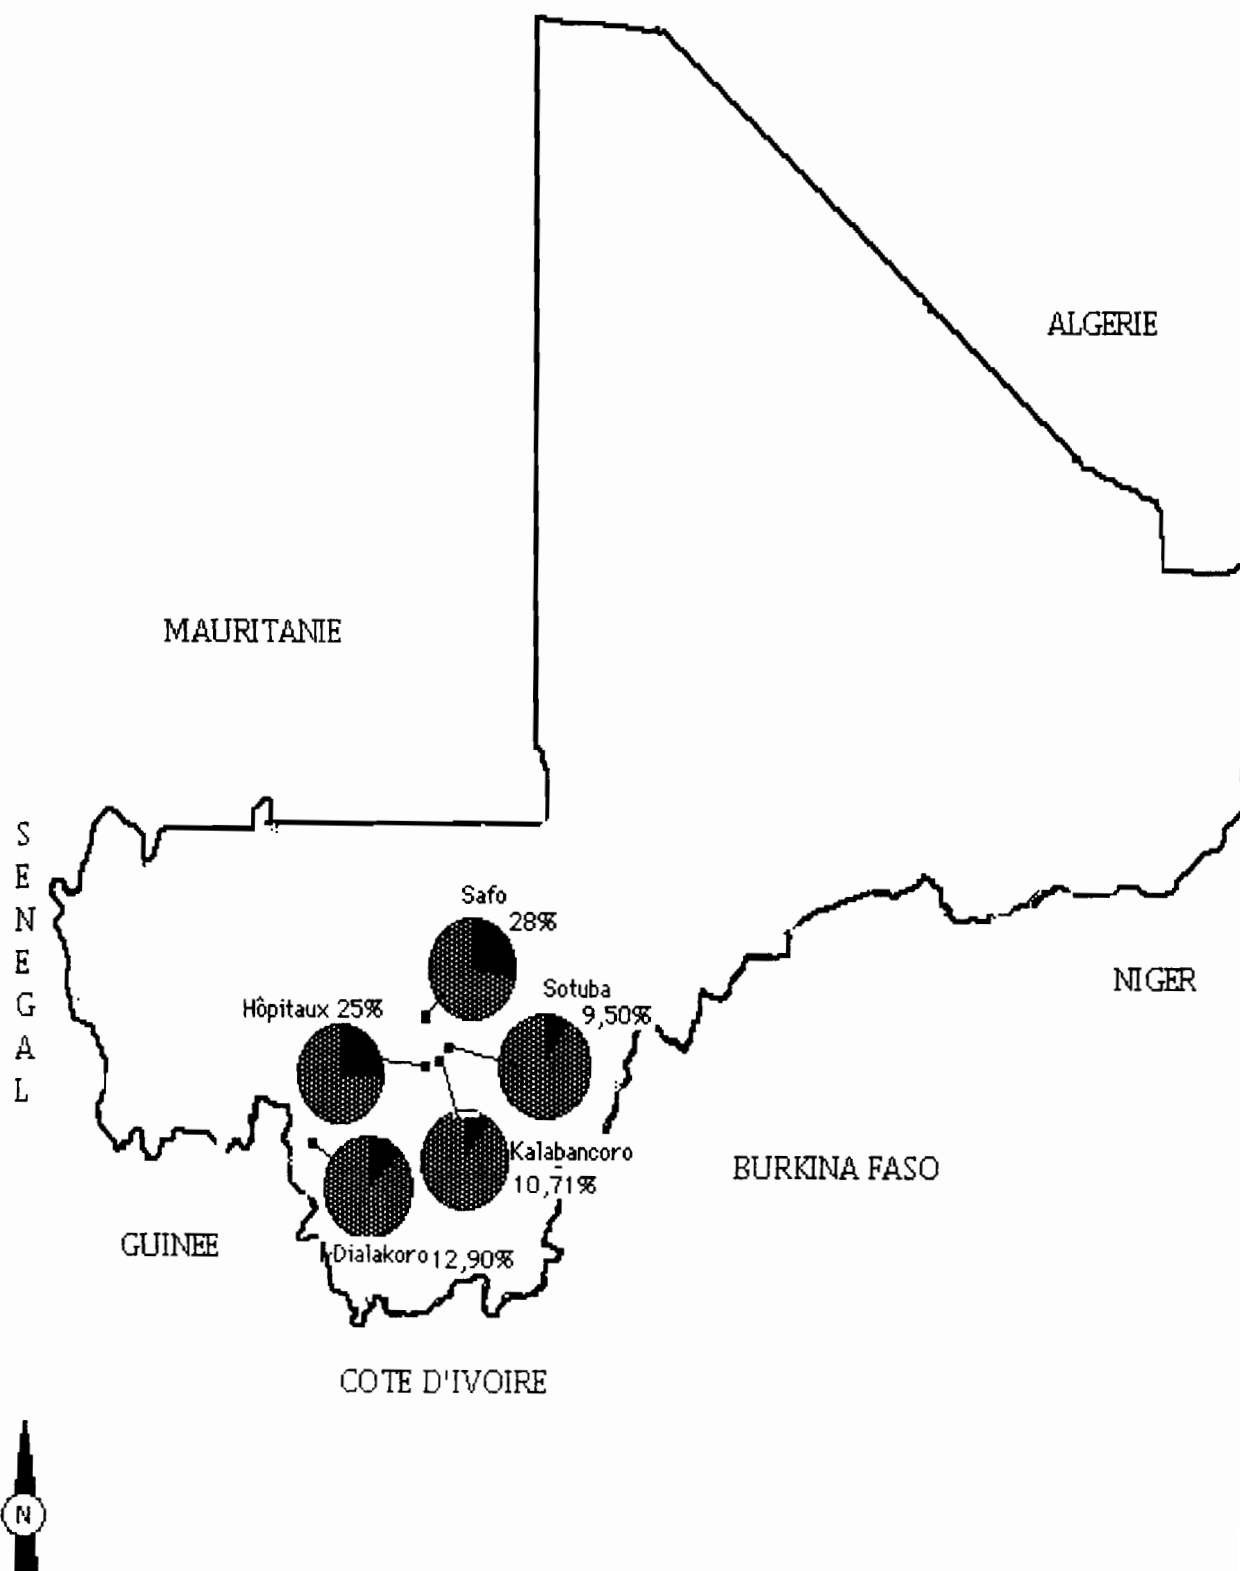 ALGERIE
MAURITANIE
SENEGAL
Safo
28%
Sotuba
9,50%
Hôpitaux 25%
NIGER
Kalabancoro
10,71%
BURKINA FASO
GUINEE
Dialakoro 12,90%
COTE D'IVOIRE
N